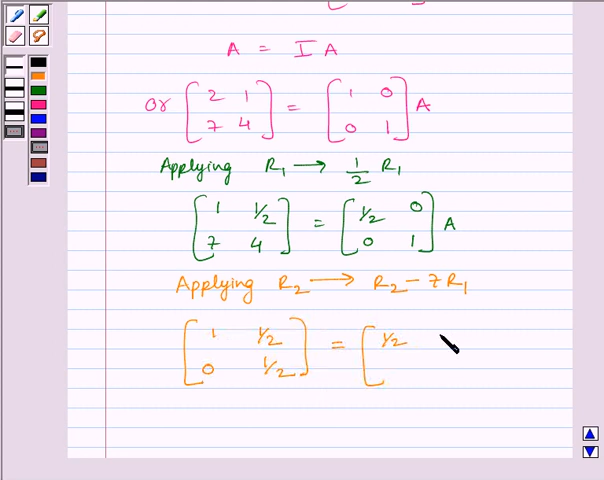 A = I A
Or [ 2 1 ] = [ 1 0 ] A
[ 7 4 ] [ 0 1 ]
Applying R₁ → 1/2 R₁
[ 1 1/2 ] = [ 1/2 0 ] A
[ 7 4 ] [ 0 1 ]
Applying R₂ → R₂ - 7R₁
[ 1 1/2 ] = [ 1/2
[ 0 1/2 ] [